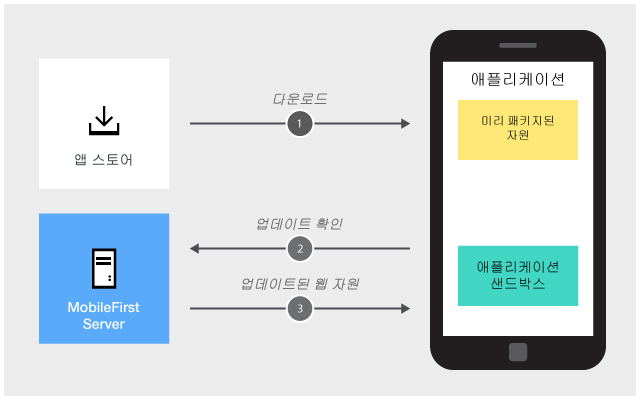 애플리케이션
다운로드
1
미리 패키지된
자원
앱 스토어
업데이트 확인
2
애플리케이션
샌드박스
업데이트된 웹 자원
3
MobileFirst
Server